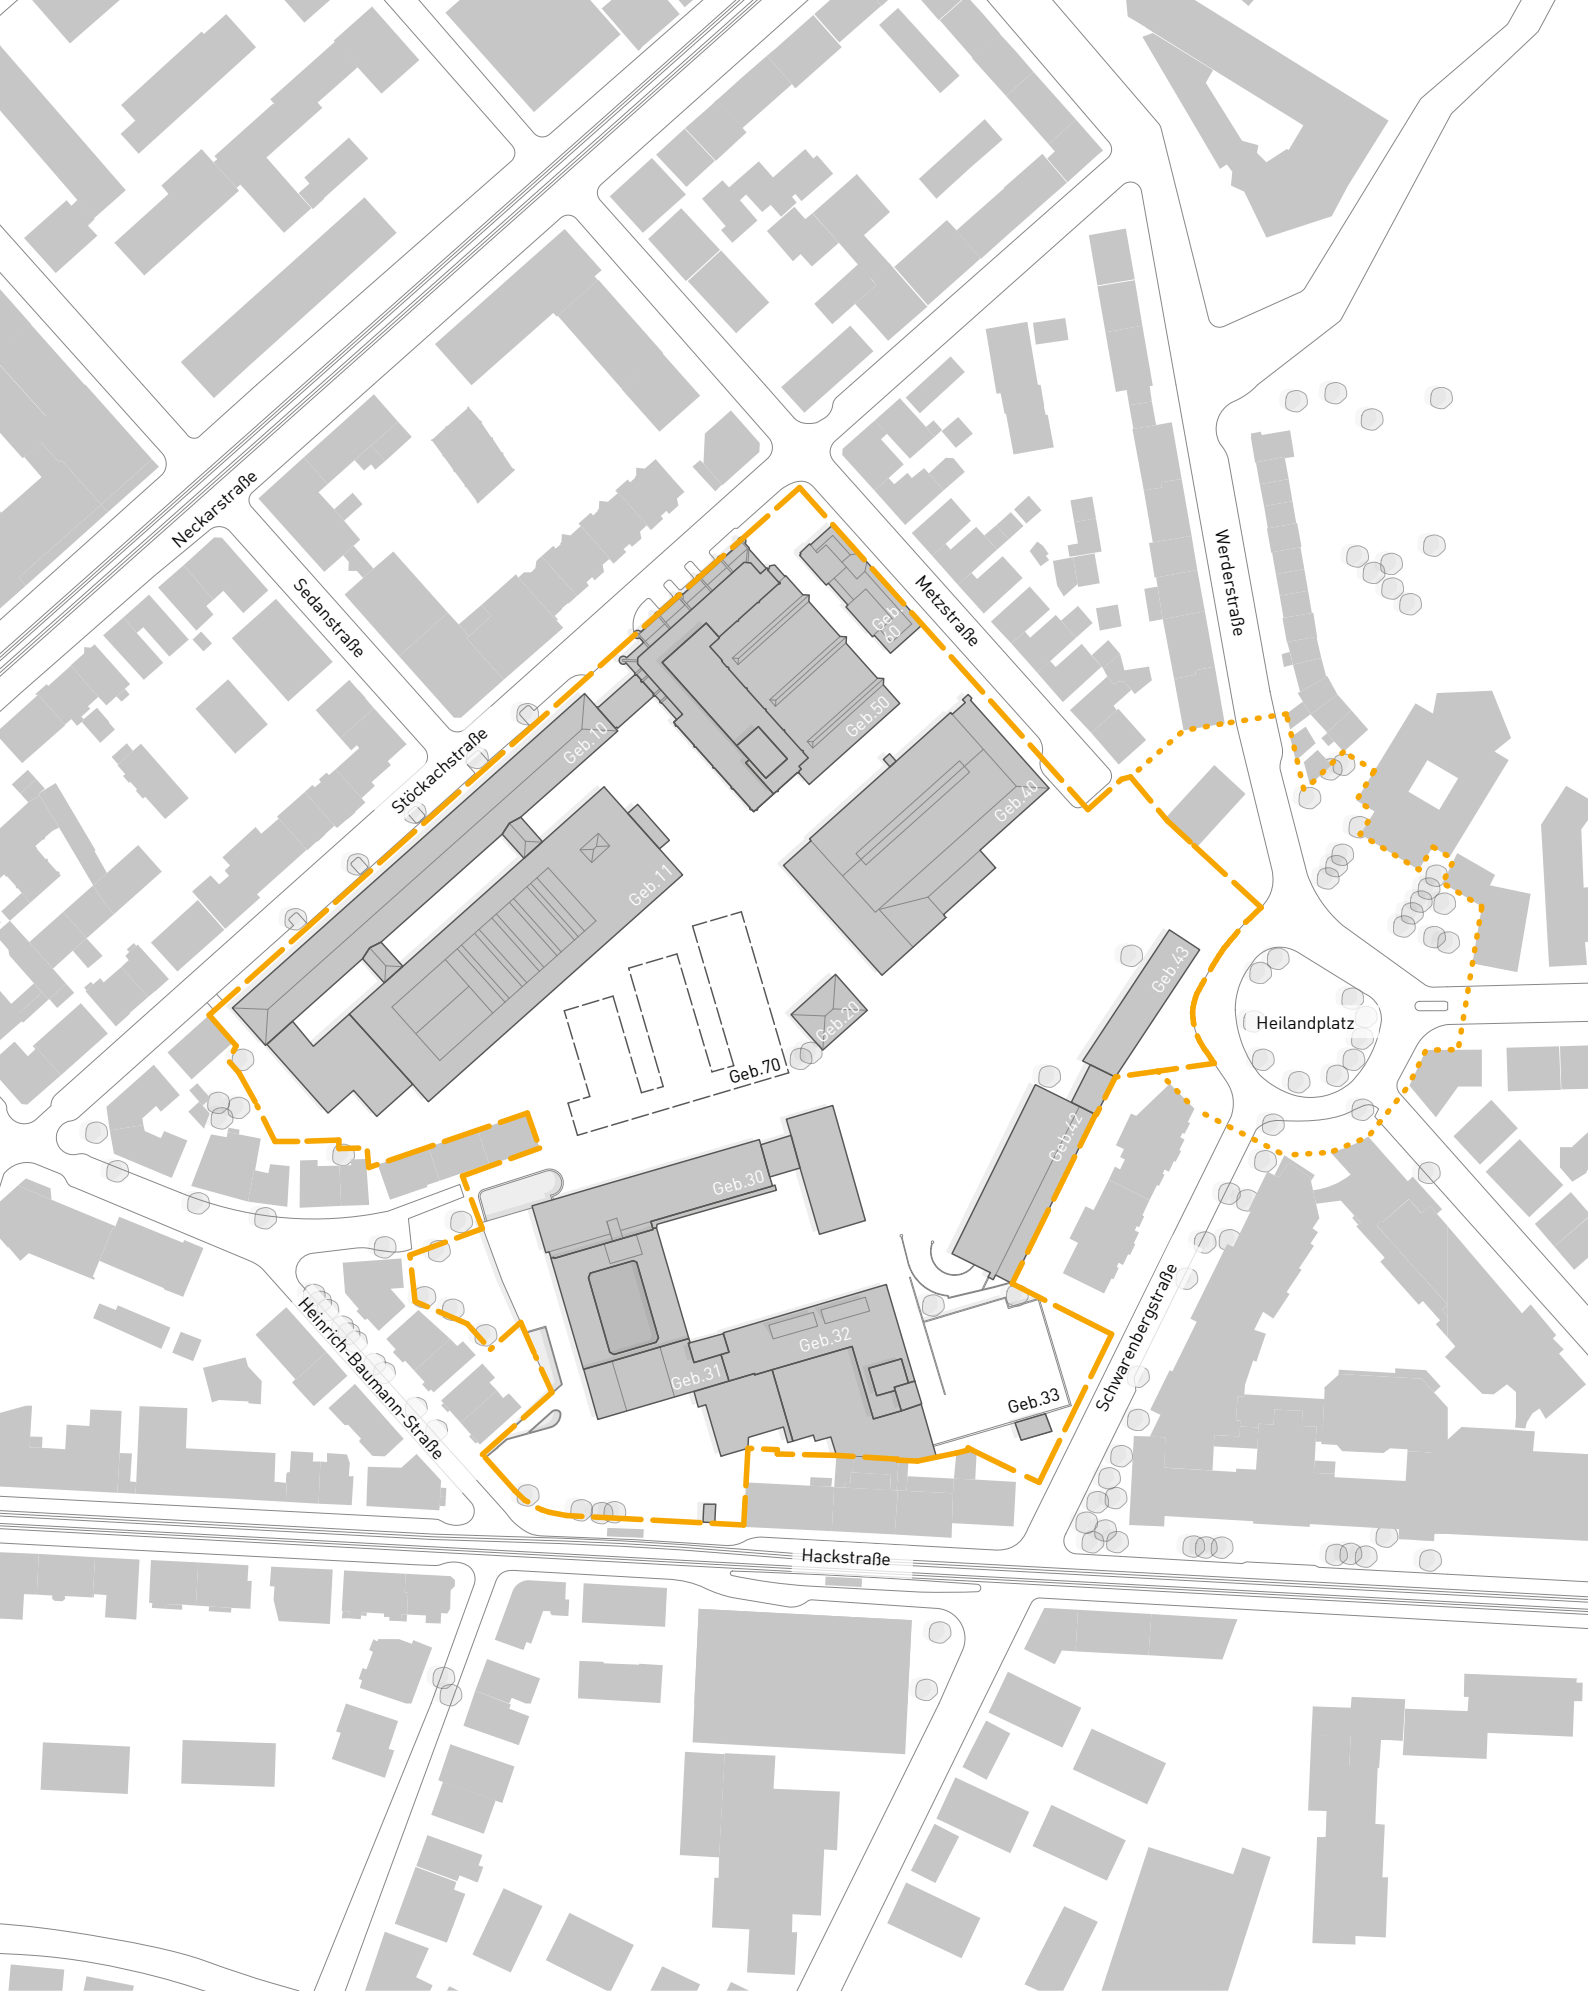 Neckarstraße
Sedanstraße
Werderstraße
Metzstraße
Geb.
60
Geb.50
Geb.10
Stöckachstraße
Geb.40
Geb.11
Geb.43
Geb.20
Heilandplatz
Geb.70
Geb.42
Geb.30
Geb.32
Geb.31
Geb.33
Schwarenbergstraße
Heinrich-Baumann-Straße
Hackstraße